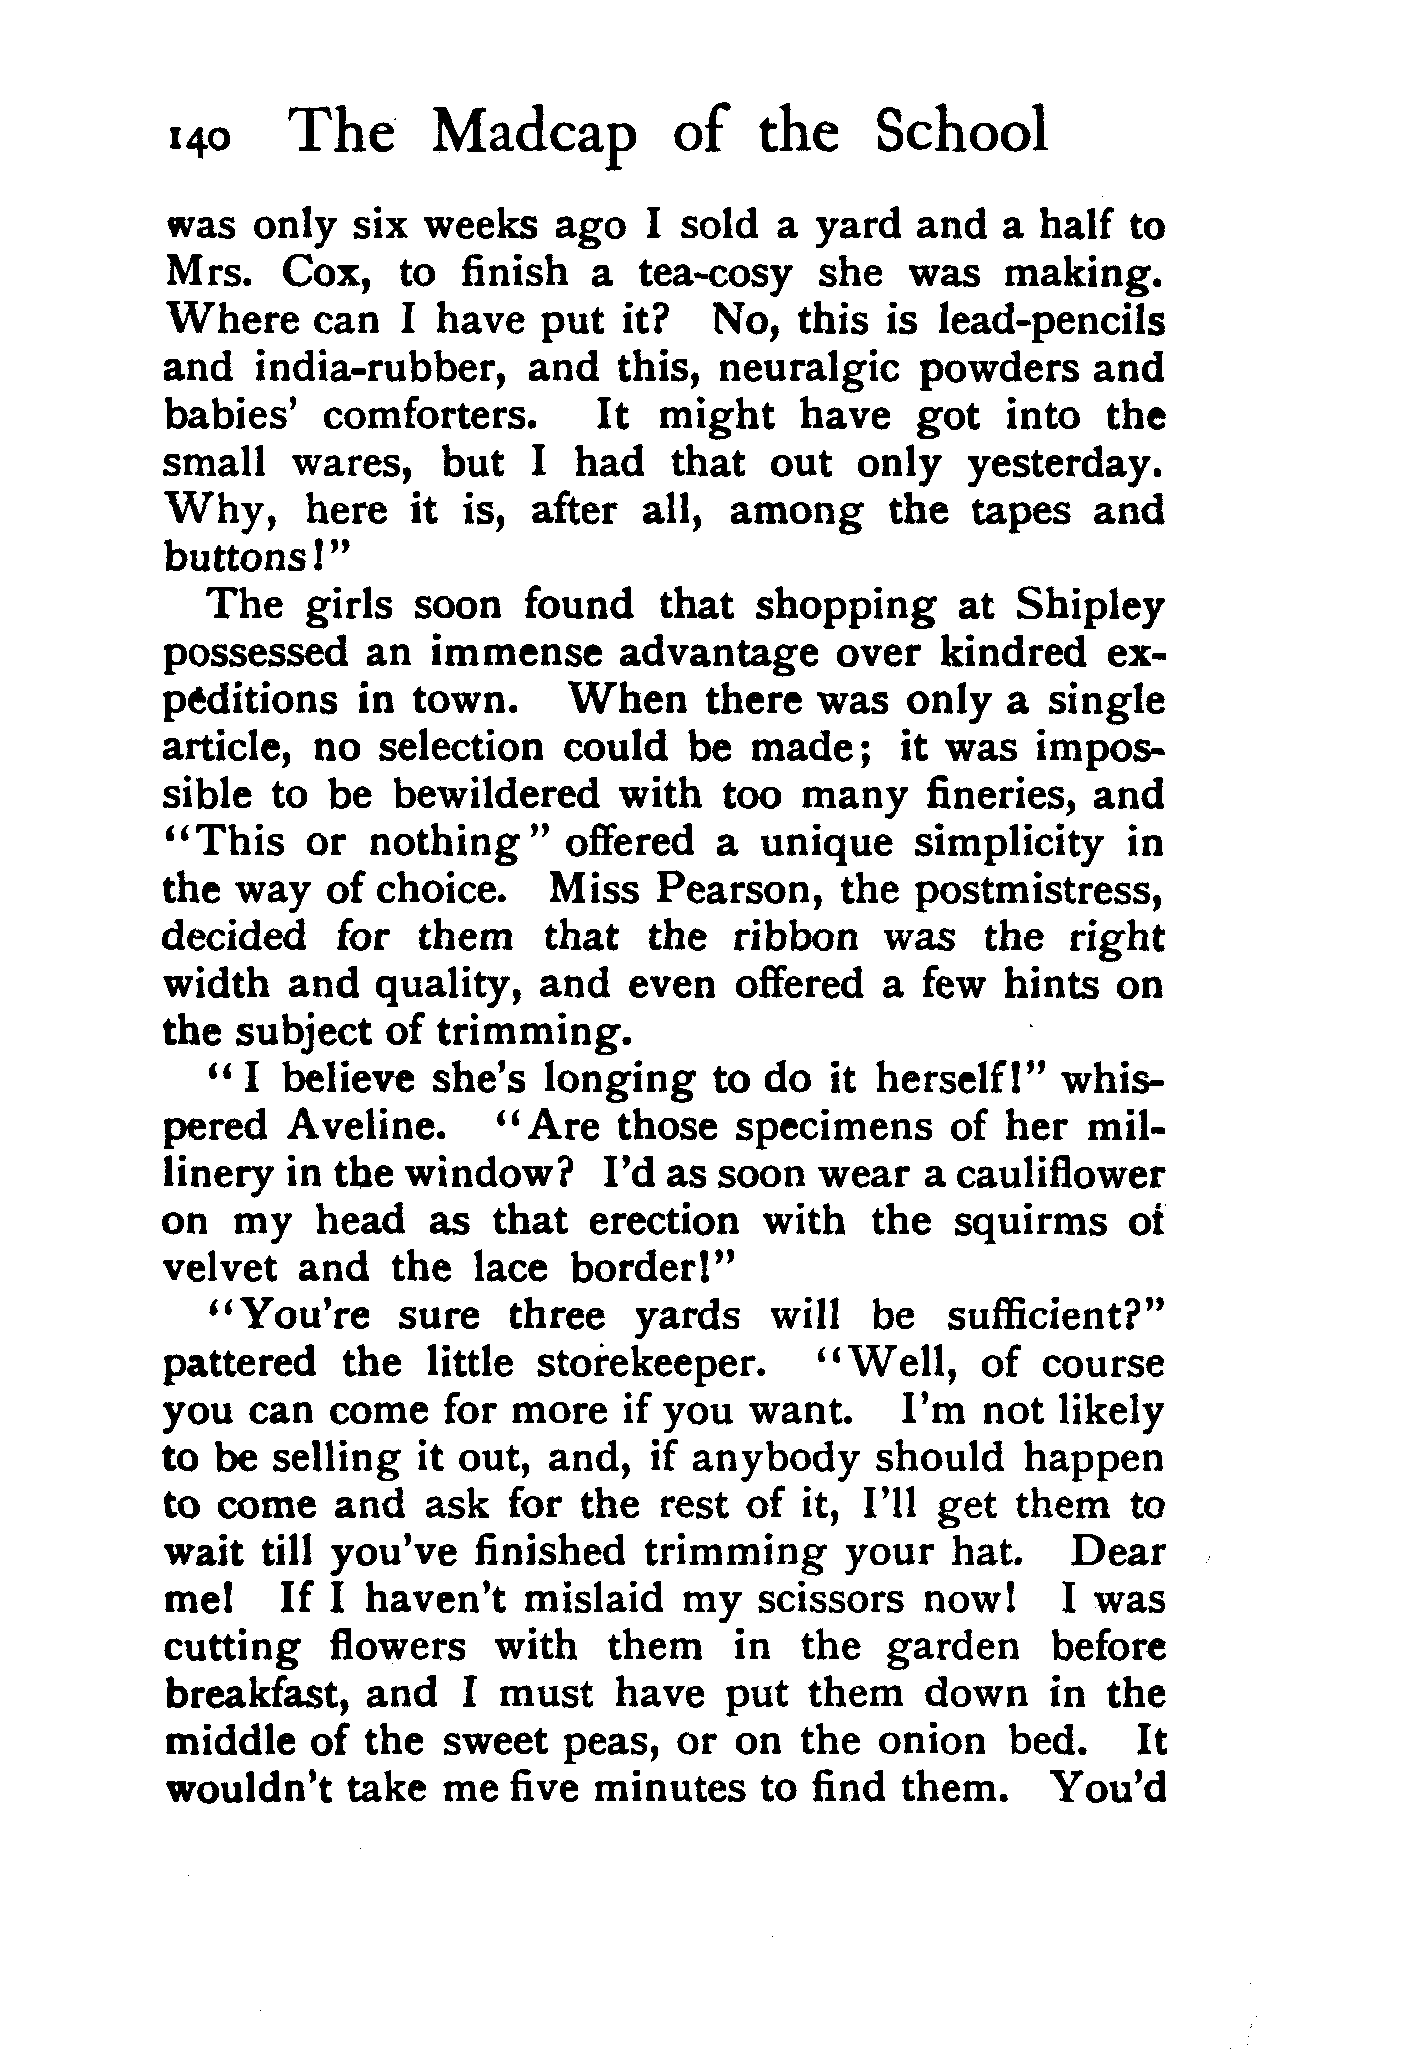 140 The Madcap of the School
was only six weeks ago I sold a yard and a half to
Mrs. Cox, to finish a tea-cosy she was making.
Where can I have put it? No, this is lead-pencils
and india-rubber, and this, neuralgic powders and
babies' comforters. It might have got into the
small wares, but I had that out only yesterday.
Why, here it is, after all, among the tapes and
buttons!"
The girls soon found that shopping at Shipley
possessed an immense advantage over kindred ex-
peditions in town. When there was only a single
article, no selection could be made; it was impos-
sible to be bewildered with too many fineries, and
"This or nothing" offered a unique simplicity in
the way of choice. Miss Pearson, the postmistress,
decided for them that the ribbon was the right
width and quality, and even offered a few hints on
the subject of trimming.
"I believe she's longing to do it herself!" whis-
pered Aveline. "Are those specimens of her mil-
linery in the window? I'd as soon wear a cauliflower
on my head as that erection with the squirms of
velvet and the lace border!"
"You're sure three yards will be sufficient?"
pattered the little storekeeper. "Well, of course
you can come for more if you want. I'm not likely
to be selling it out, and, if anybody should happen
to come and ask for the rest of it, I'll get them to
wait till you've finished trimming your hat. Dear
me! If I haven't mislaid my scissors now! I was
cutting flowers with them in the garden before
breakfast, and I must have put them down in the
middle of the sweet peas, or on the onion bed. It
wouldn't take me five minutes to find them. You'd